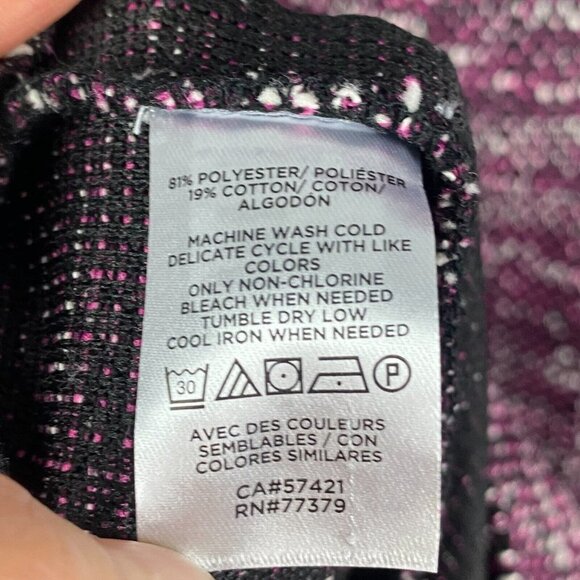 81% POLYESTER/ POLIÉSTER
19% COTTON/ COTON/
ALGODÓN
MACHINE WASH COLD
DELICATE CYCLE WITH LIKE
COLORS
ONLY NON-CHLORINE
BLEACH WHEN NEEDED
TUMBLE DRY LOW
COOL IRON WHEN NEEDED
30 P
AVEC DES COULEURS
SEMBLABLES / CON
COLORES SIMILARES
CA#57421
RN#77379